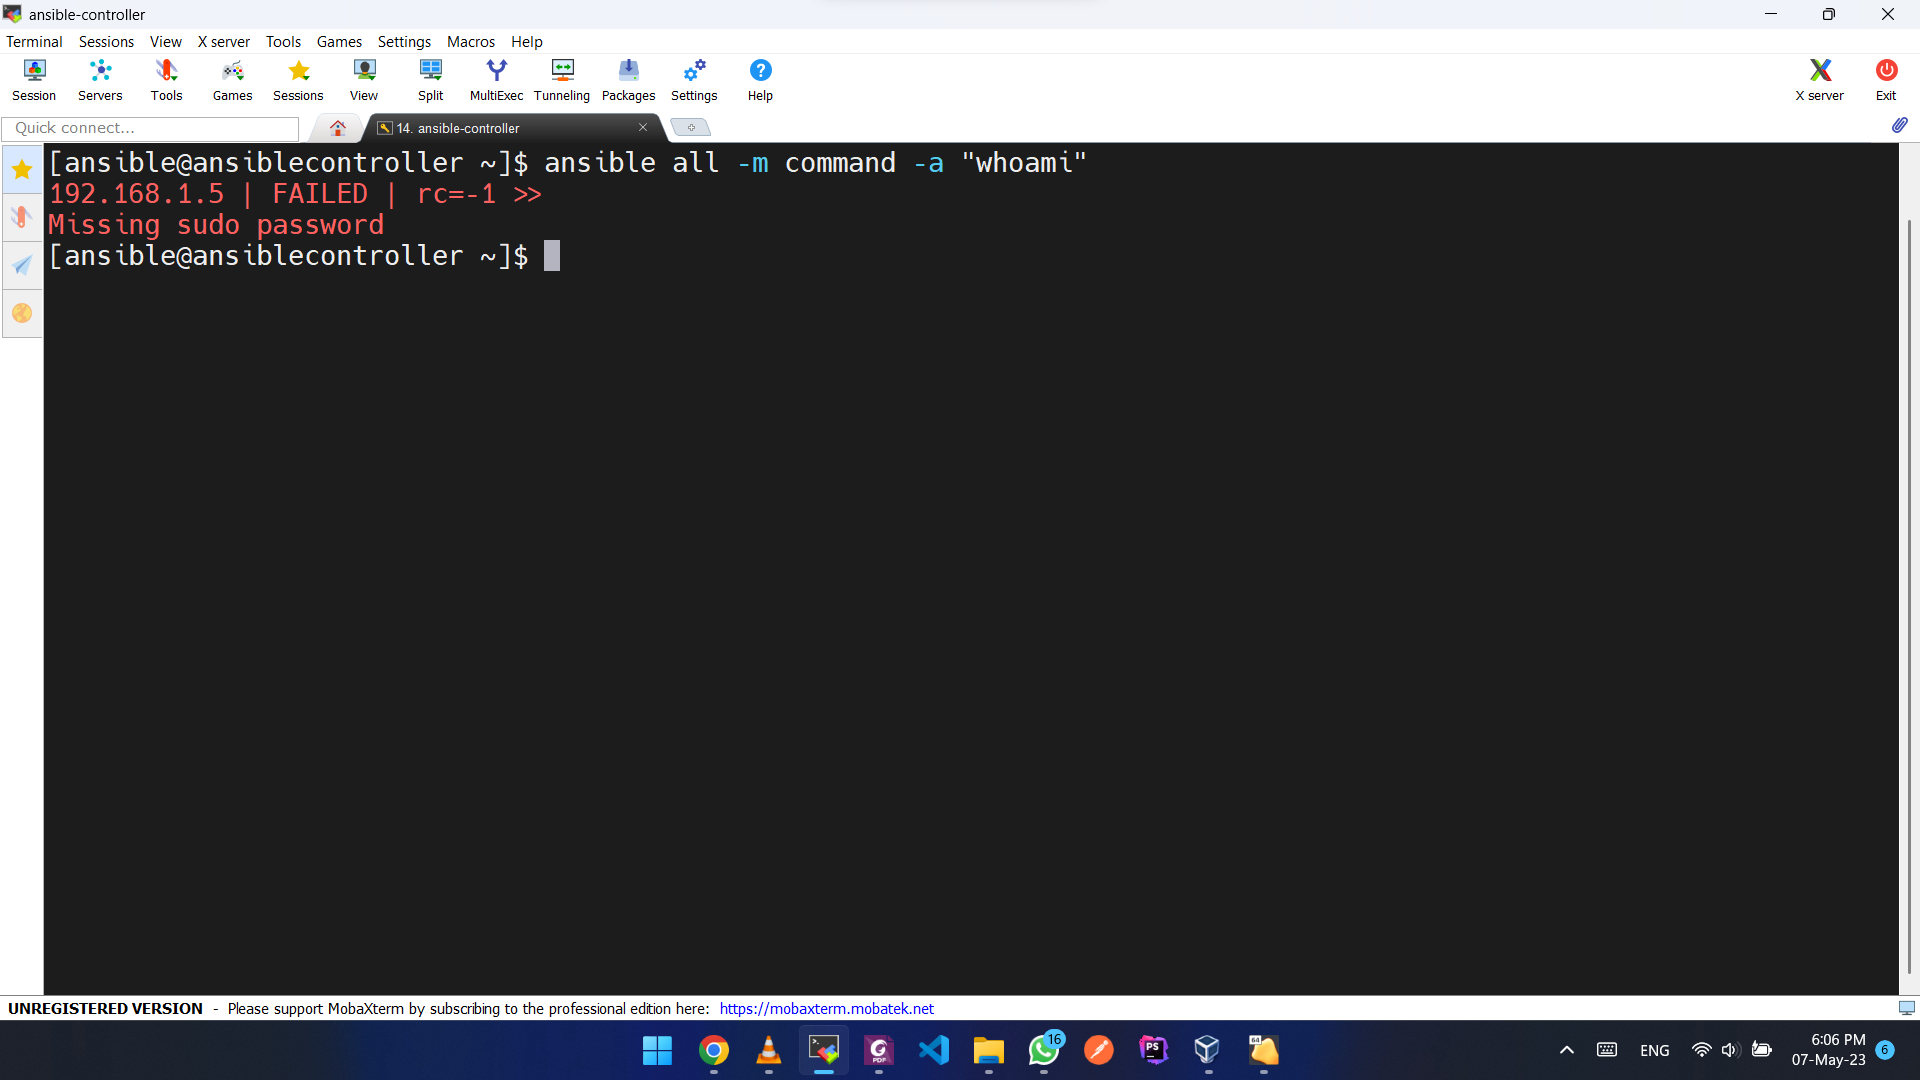 ansible-controller
Terminal Sessions View X server Tools Games Settings Macros Help
Session Servers Tools Games Sessions View Split MultiExec Tunneling Packages Settings Help X server Exit
Quick connect...
14. ansible-controller
[ansible@ansiblecontroller ~]$ ansible all -m command -a "whoami"
192.168.1.5 | FAILED | rc=-1 >>
Missing sudo password
[ansible@ansiblecontroller ~]$
UNREGISTERED VERSION - Please support MobaXterm by subscribing to the professional edition here: https://mobaxterm.mobatek.net
PDF
16
PS
64
ENG
6:06 PM
07-May-23
6